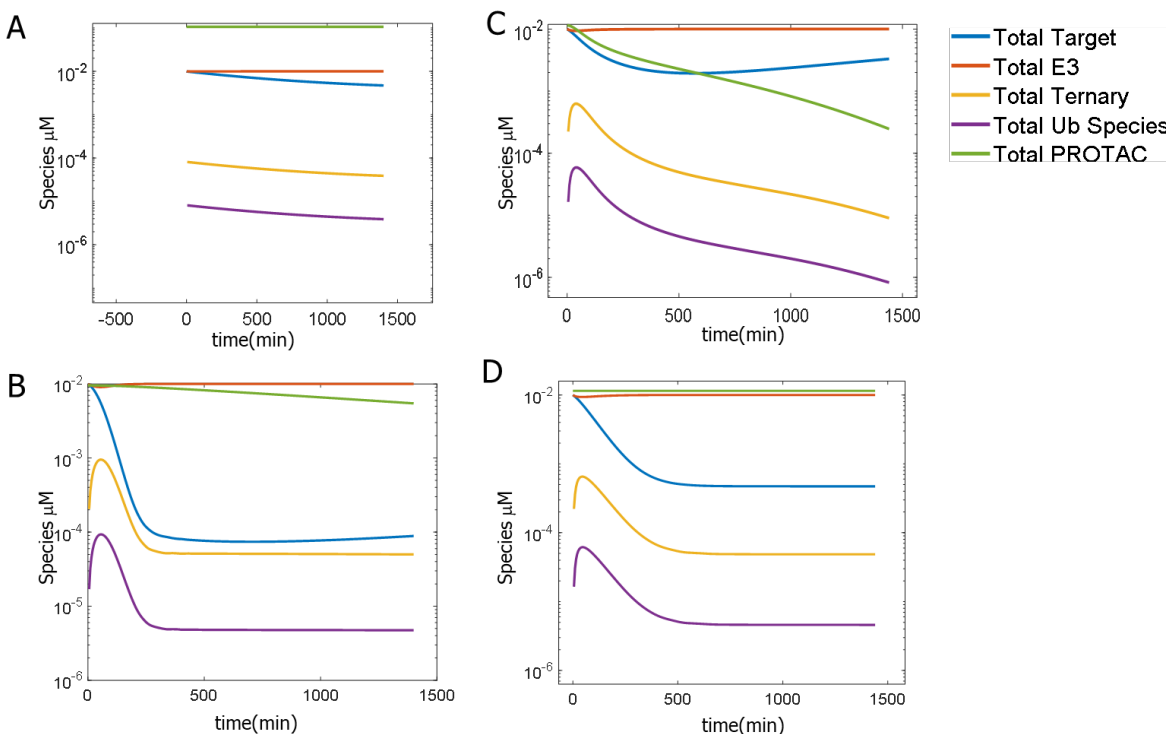 A
10^-2
10^-4
10^-6
Species μM
-500
0
500
1000
1500
time(min)
C
10^-2
10^-4
10^-6
Species μM
0
500
1000
1500
time(min)
Total Target
Total E3
Total Ternary
Total Ub Species
Total PROTAC
B
10^-2
10^-3
10^-4
10^-5
10^-6
Species μM
0
500
1000
1500
time(min)
D
10^-2
10^-4
10^-6
Species μM
0
500
1000
1500
time(min)